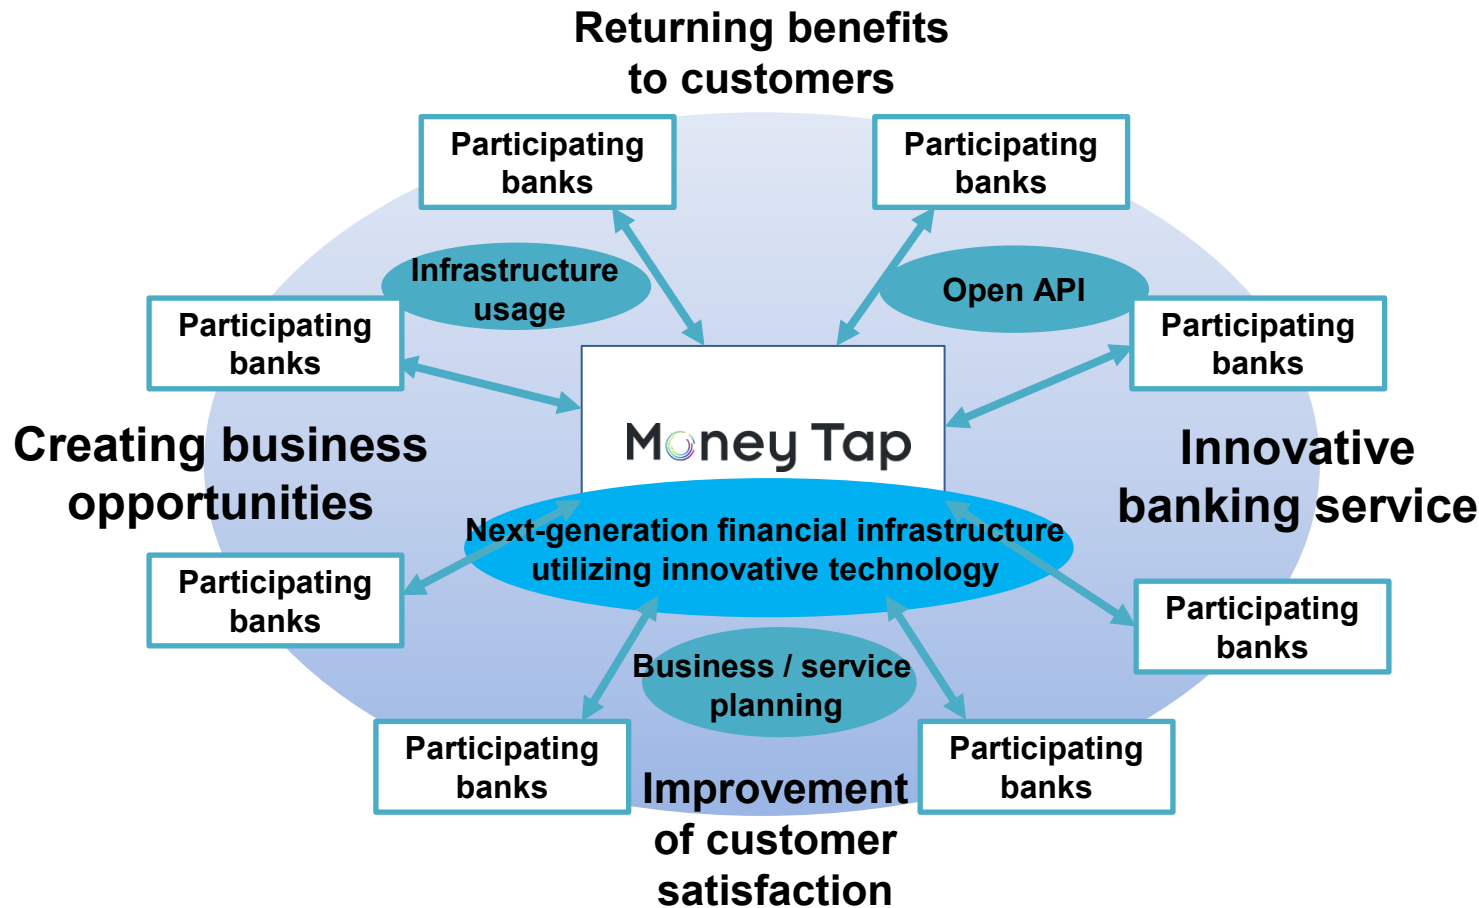 Returning benefits
to customers
Participating
banks
Participating
banks
Infrastructure
usage
Open API
Participating
banks
Participating
banks
Money Tap
Creating business
opportunities
Innovative
banking service
Next-generation financial infrastructure
utilizing innovative technology
Participating
banks
Participating
banks
Business / service
planning
Participating
banks
Participating
banks
Improvement
of customer
satisfaction